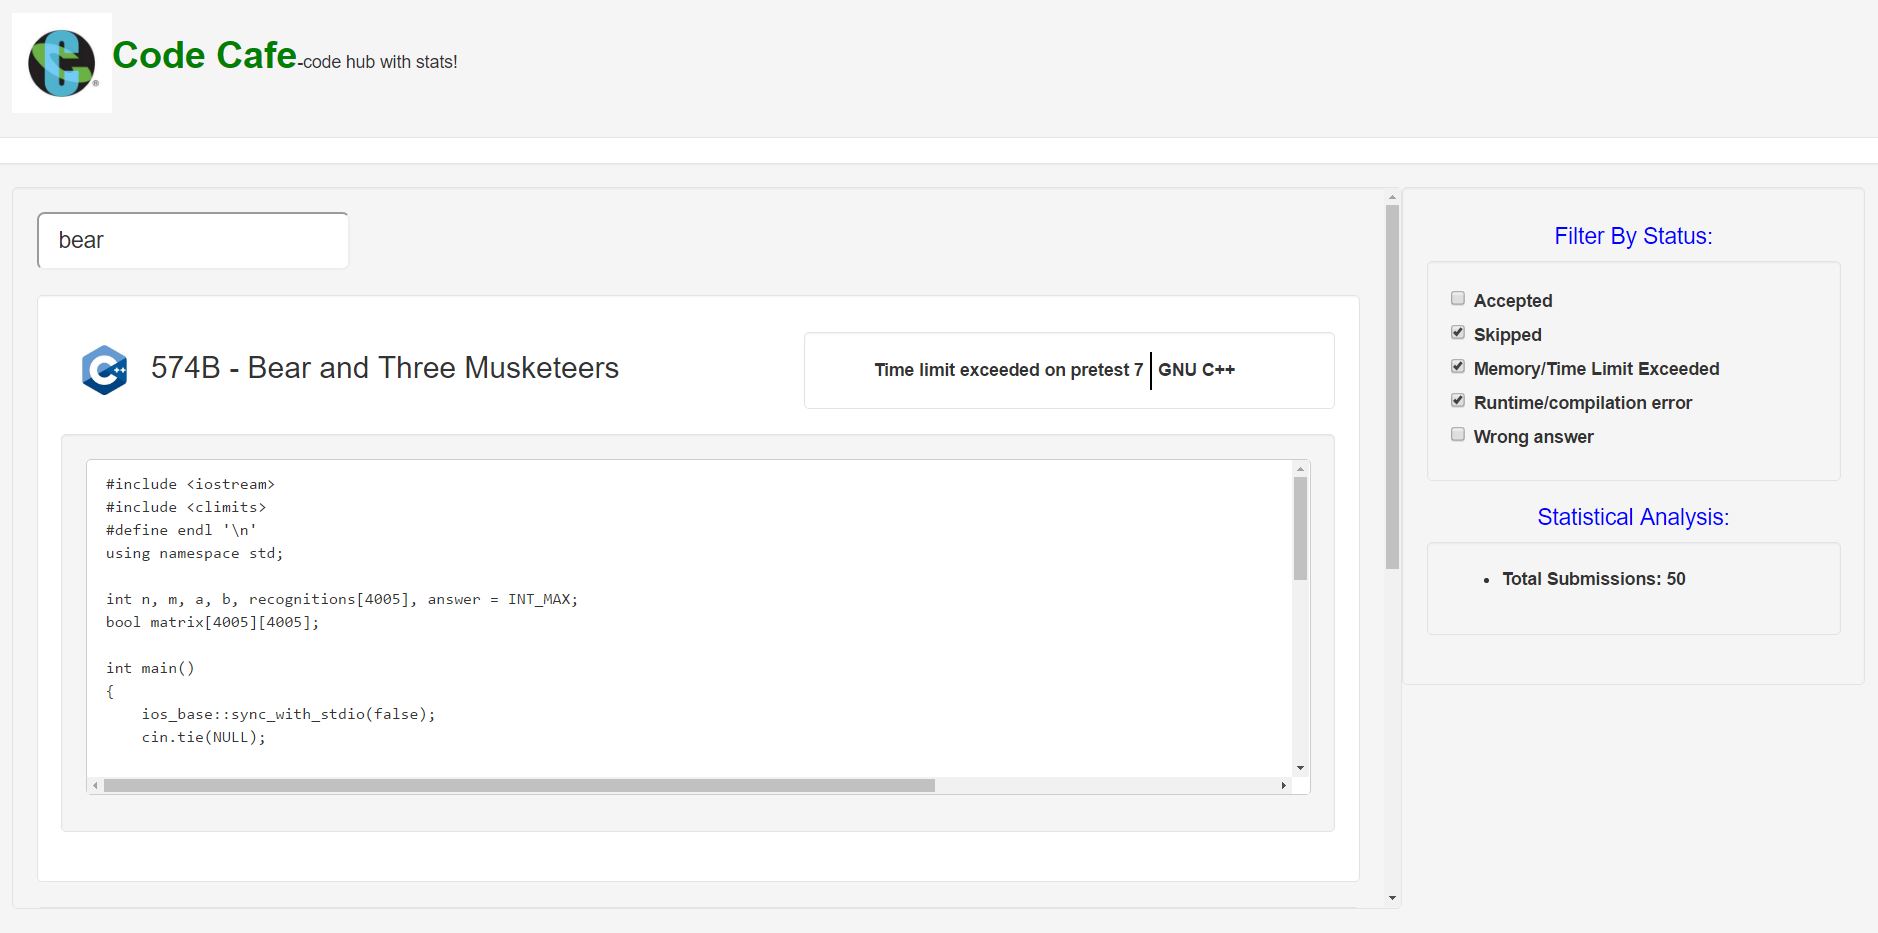 Code Cafe-code hub with stats!
bear
574B - Bear and Three Musketeers
Time limit exceeded on pretest 7 | GNU C++
#include <iostream>
#include <climits>
#define endl '\n'
using namespace std;
int n, m, a, b, recognitions[4005], answer = INT_MAX;
bool matrix[4005][4005];
int main()
{
    ios_base::sync_with_stdio(false);
    cin.tie(NULL);
Filter By Status:
Accepted
Skipped
Memory/Time Limit Exceeded
Runtime/compilation error
Wrong answer
Statistical Analysis:
• Total Submissions: 50